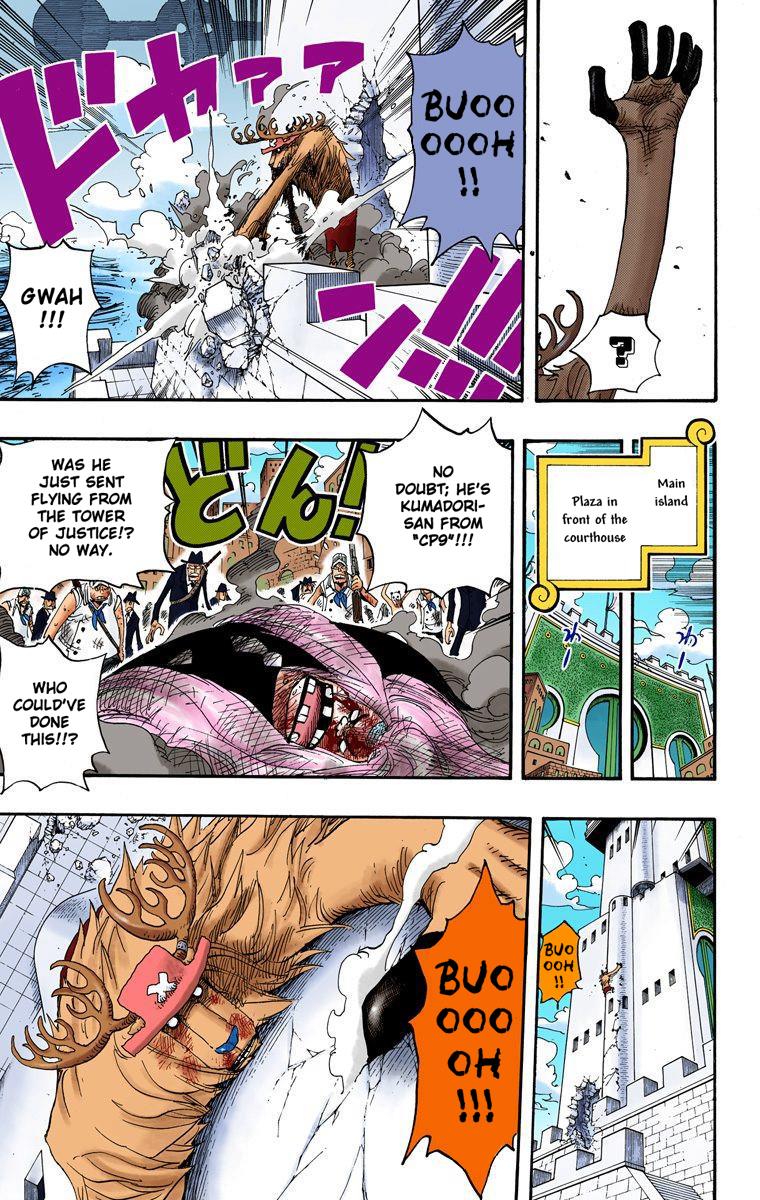 ?
BUOO
OOOH
!!
ドカァァ
ン!!!
GWAH
!!!
Main
island
Plaza in
front of the
courthouse
NO
DOUBT; HE'S
KUMADORI-
SAN FROM
"CP9"!!!
どん!
WAS HE
JUST SENT
FLYING FROM
THE TOWER
OF JUSTICE!?
NO WAY.
WHO
COULD'VE
DONE
THIS!!?
BUO
OOH
!!
BUO
OOO
OH
!!!